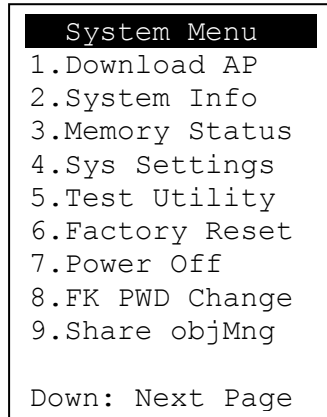 System Menu
1.Download AP
2.System Info
3.Memory Status
4.Sys Settings
5.Test Utility
6.Factory Reset
7.Power Off
8.FK PWD Change
9.Share objMng
Down: Next Page